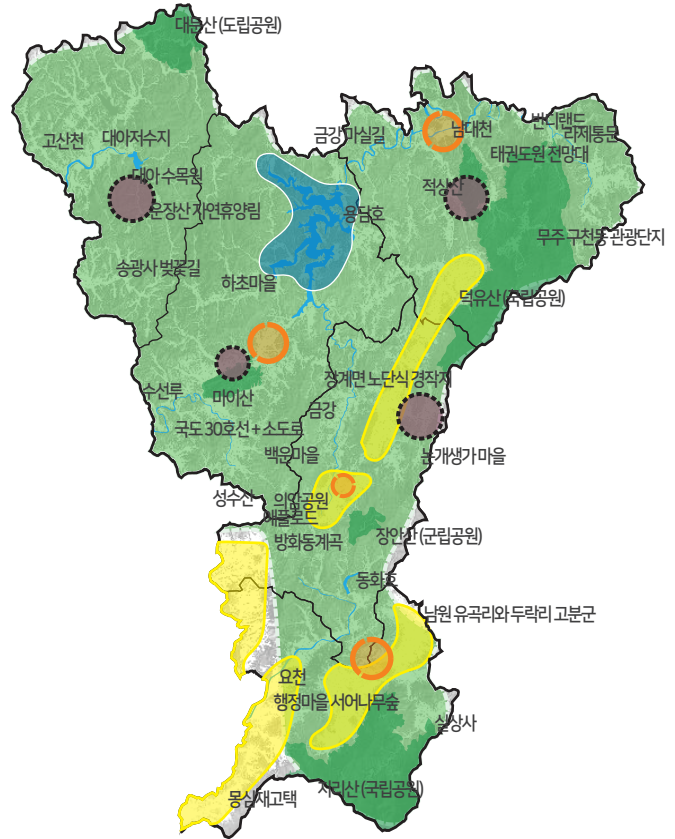 대둔산 (도립공원)
고산천
대아저수지
금강 마실길
남대천
반디랜드
라제통문
태권도원 전망대
대아 수목원
적상산
운장산 자연휴양림
용담호
무주 구천동 관광단지
송광사 벚꽃길
하초마을
덕유산 (국립공원)
장계면 노단식 경작지
수선루
마이산
금강
국도 30호선 + 소도로
백운마을
논개생가 마을
성수산
의암공원
애플로드
방화동계곡
장안산 (군립공원)
동화호
남원 유곡리와 두락리 고분군
요천
행정마을 서어나무숲
실상사
지리산 (국립공원)
몽심재고택